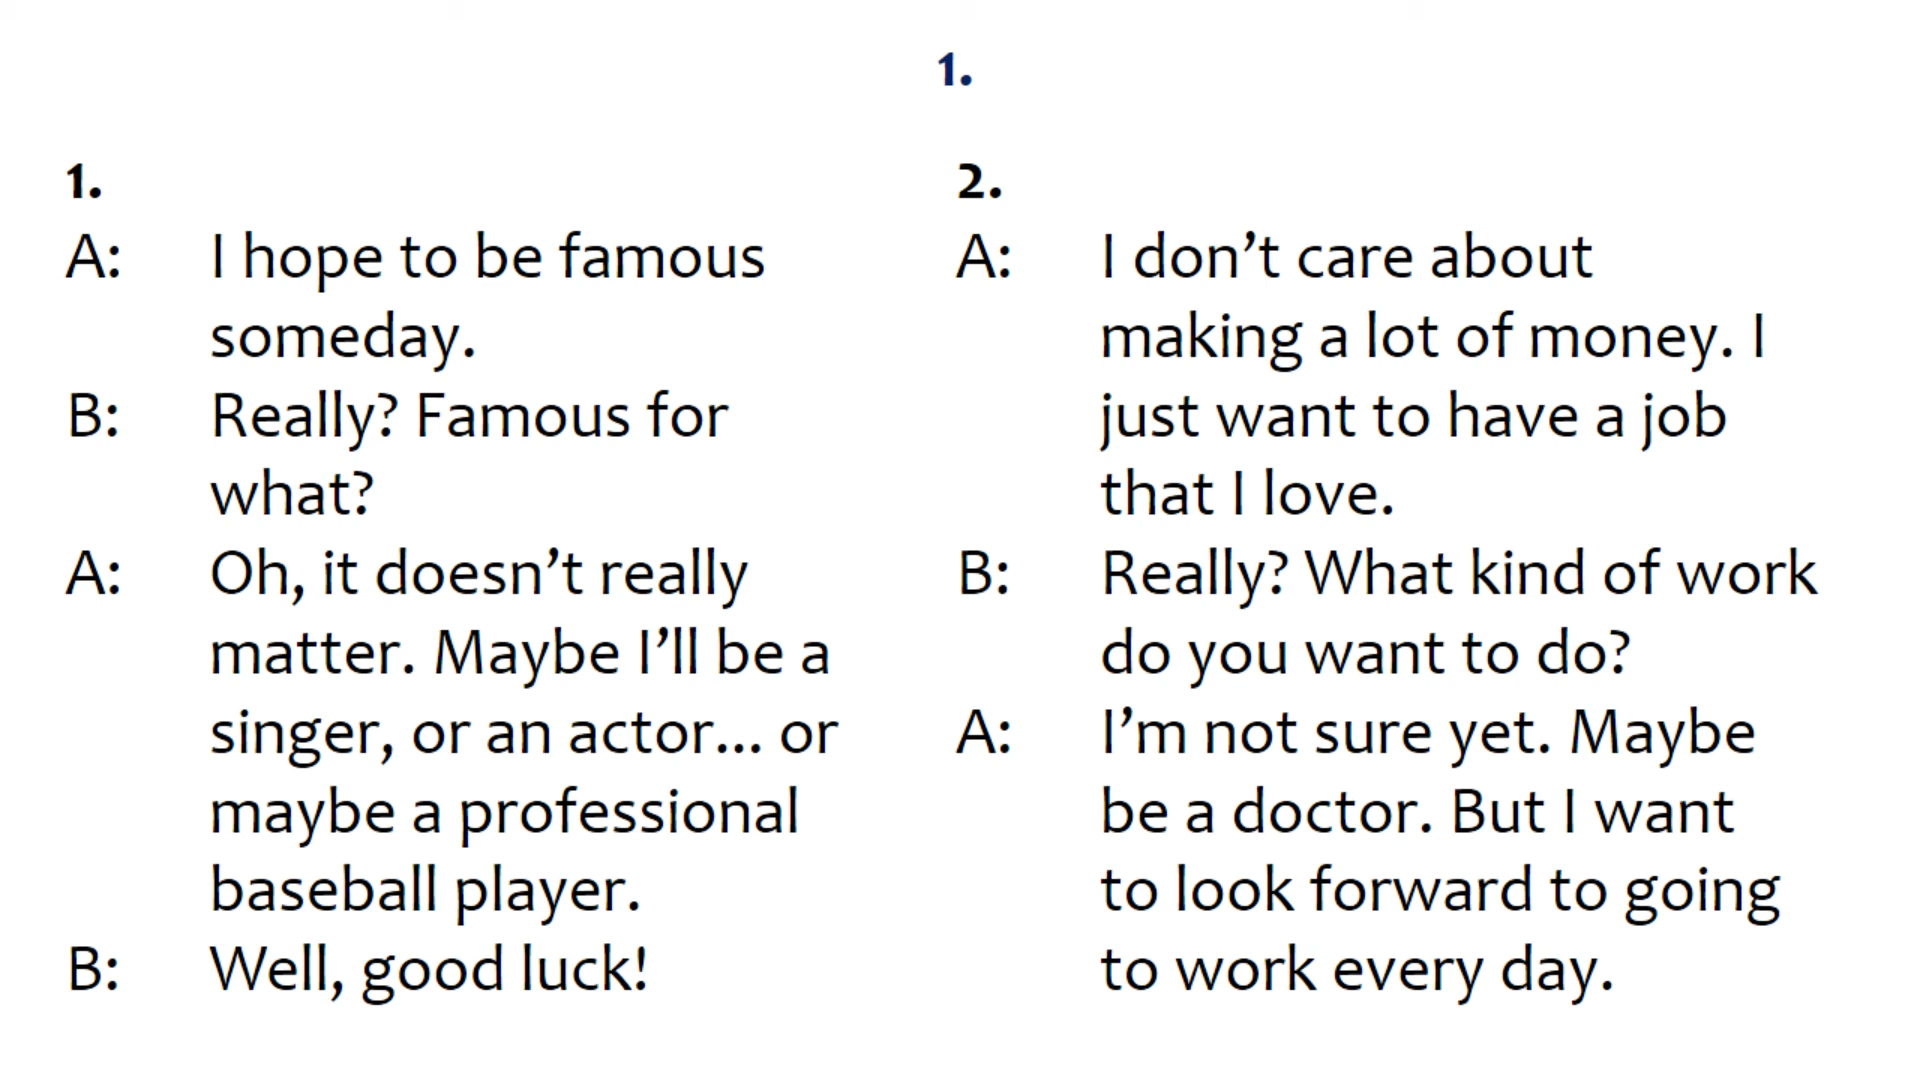 1.
1.
A: I hope to be famous
someday.
B: Really? Famous for
what?
A: Oh, it doesn’t really
matter. Maybe I’ll be a
singer, or an actor... or
maybe a professional
baseball player.
B: Well, good luck!
2.
A: I don’t care about
making a lot of money. I
just want to have a job
that I love.
B: Really? What kind of work
do you want to do?
A: I’m not sure yet. Maybe
be a doctor. But I want
to look forward to going
to work every day.